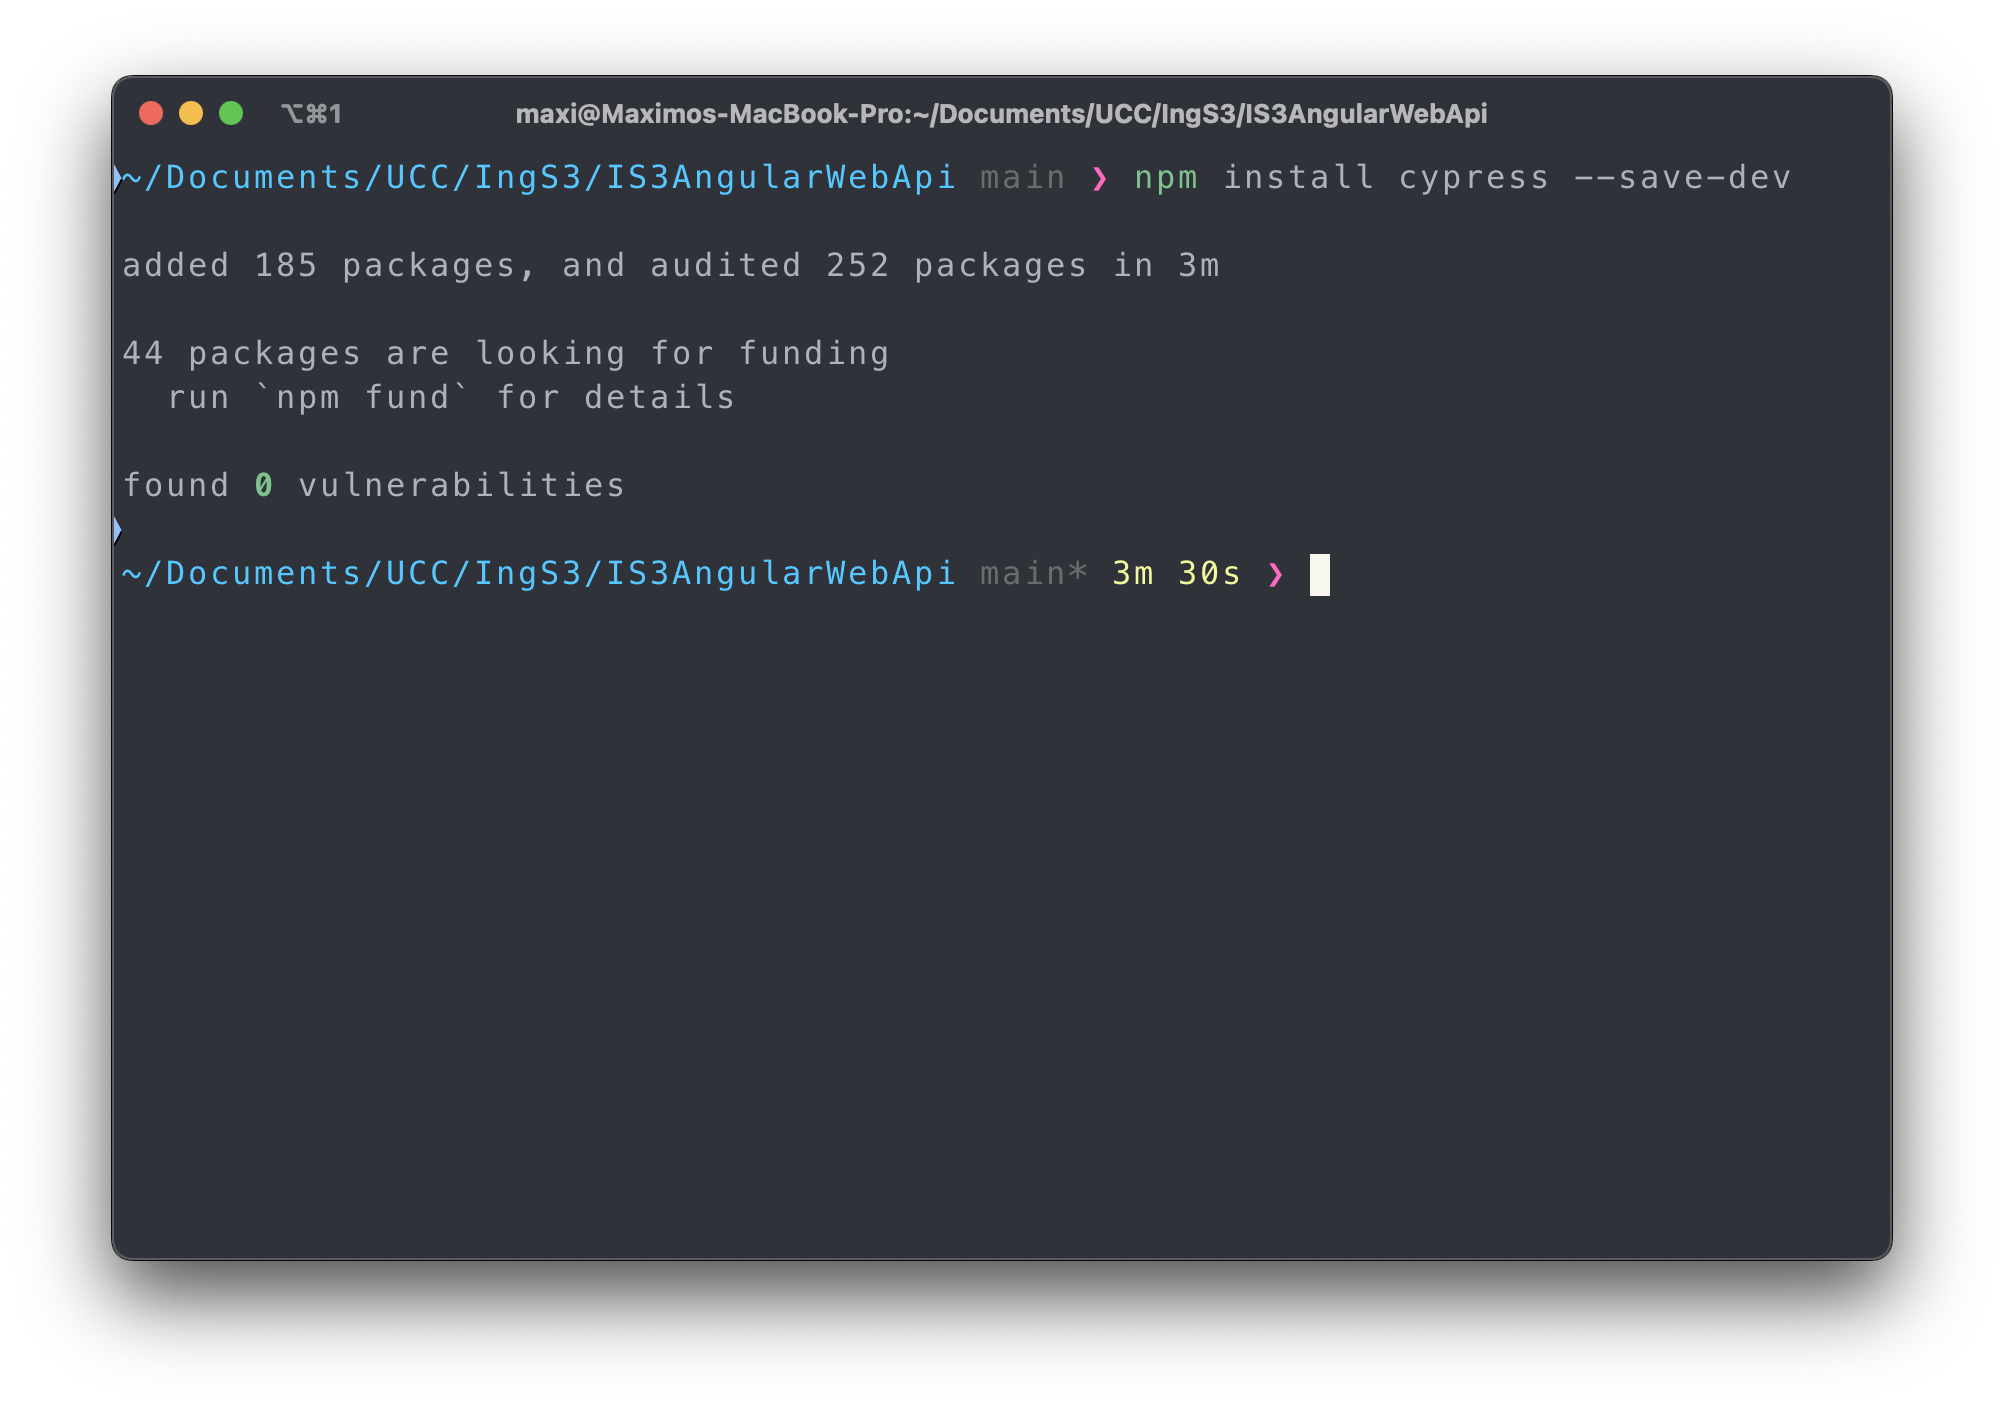 ⌥⌘1 maxi@Maximos-MacBook-Pro:~/Documents/UCC/IngS3/IS3AngularWebApi
~/Documents/UCC/IngS3/IS3AngularWebApi main ❯ npm install cypress --save-dev
added 185 packages, and audited 252 packages in 3m
44 packages are looking for funding
run `npm fund` for details
found 0 vulnerabilities
~/Documents/UCC/IngS3/IS3AngularWebApi main* 3m 30s ❯